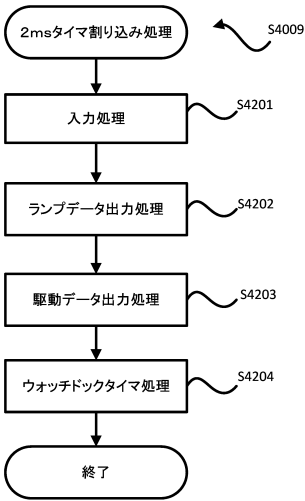 ２ｍｓタイマ割り込み処理
S4009
入力処理
S4201
ランプデータ出力処理
S4202
駆動データ出力処理
S4203
ウォッチドックタイマ処理
S4204
終了